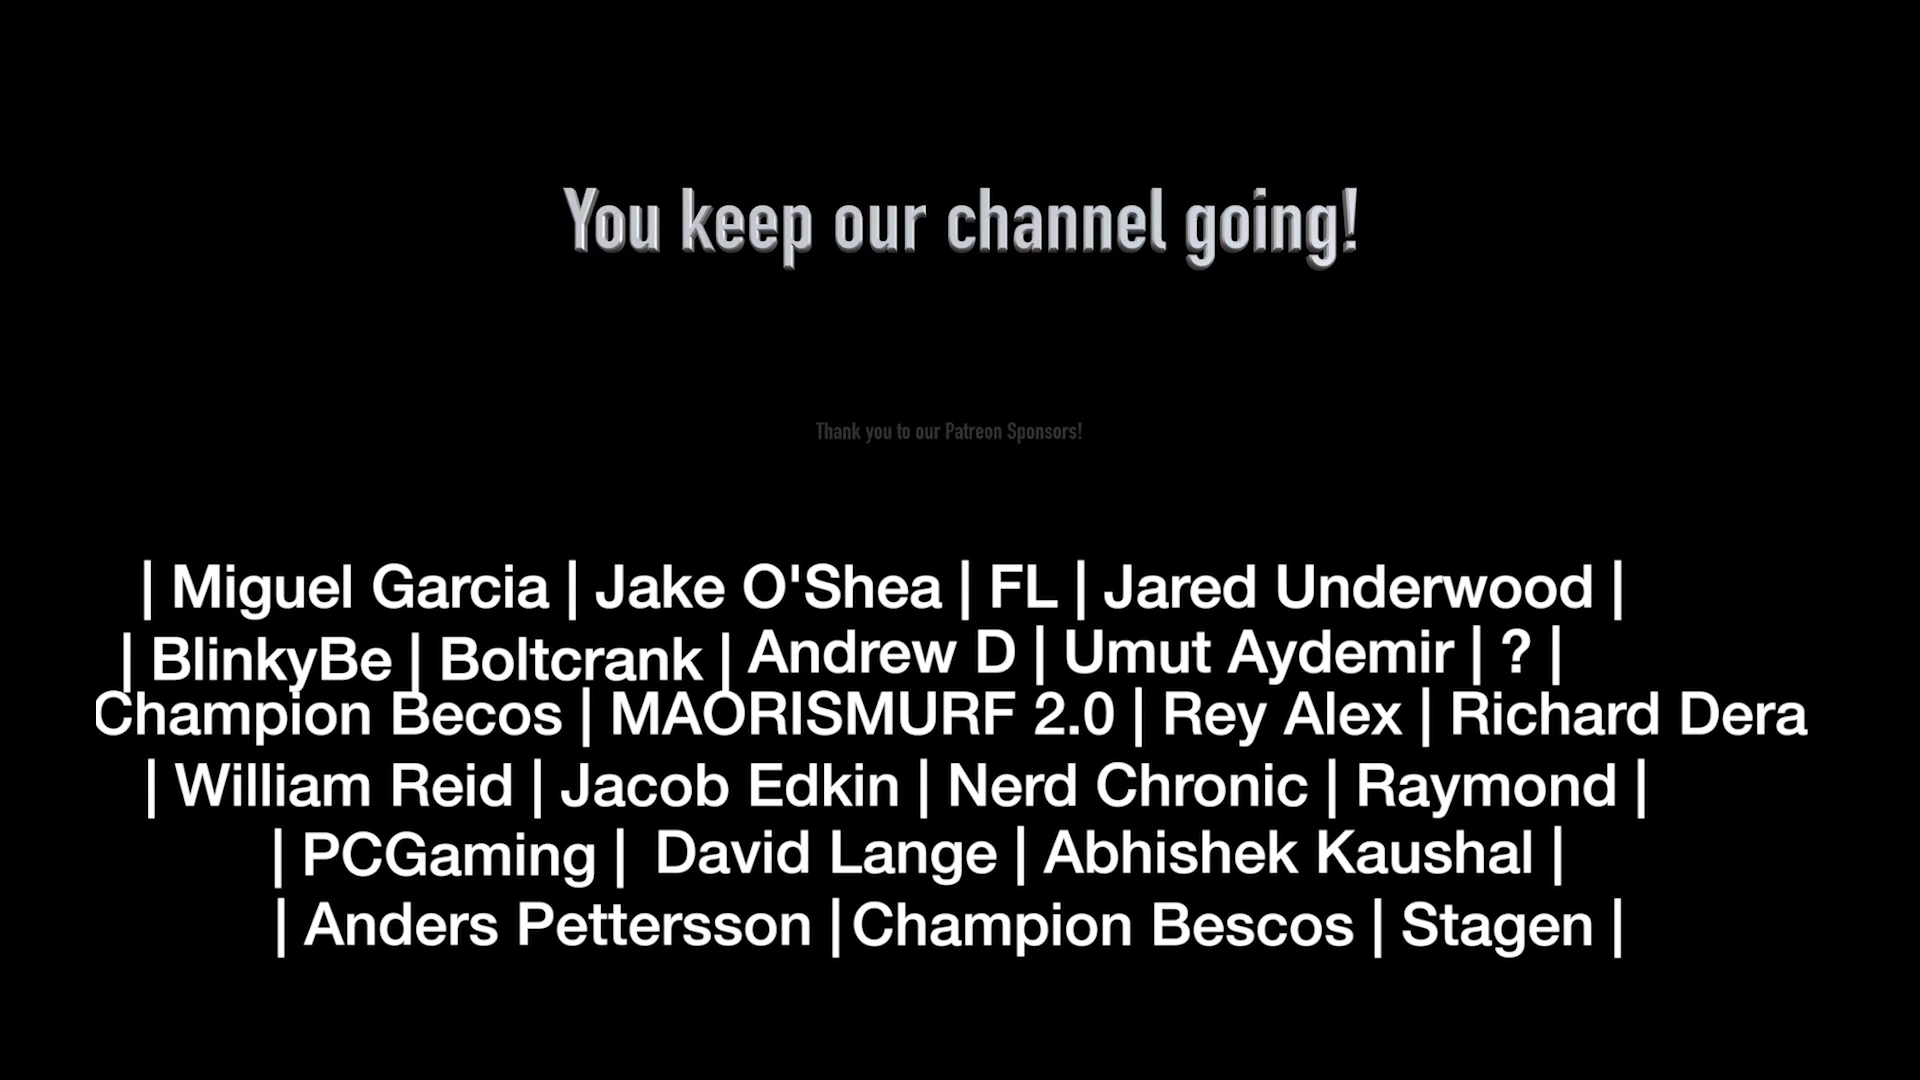 You keep our channel going!
Thank you to our Patreon Sponsors!
| Miguel Garcia | Jake O'Shea | FL | Jared Underwood |
| BlinkyBe | Boltcrank | Andrew D | Umut Aydemir | ? |
Champion Becos | MAORISMURF 2.0 | Rey Alex | Richard Dera
| William Reid | Jacob Edkin | Nerd Chronic | Raymond |
| PCGaming | David Lange | Abhishek Kaushal |
| Anders Pettersson | Champion Bescos | Stagen |